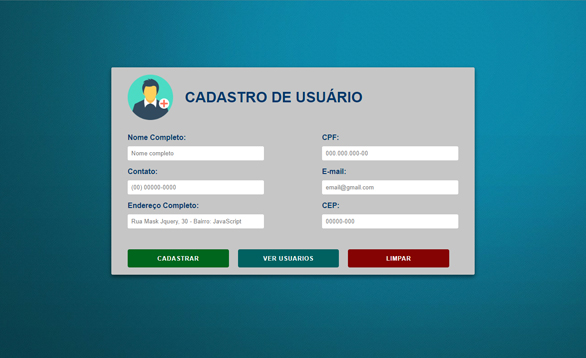 CADASTRO DE USUÁRIO
Nome Completo: CPF:
Nome completo 000.000.000-00
Contato: E-mail:
(00) 00000-0000 email@gmail.com
Endereço Completo: CEP:
Rua Mask Jquery, 30 - Bairro: JavaScript 00000-000
CADASTRAR VER USUARIOS LIMPAR